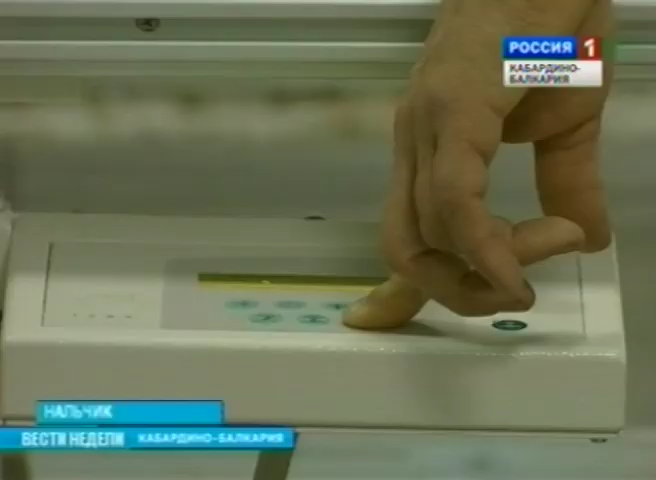 РОССИЯ 1
КАБАРДИНО-
БАЛКАРИЯ
НАЛЬЧИК
ВЕСТИ НЕДЕЛИ КАБАРДИНО-БАЛКАРИЯ